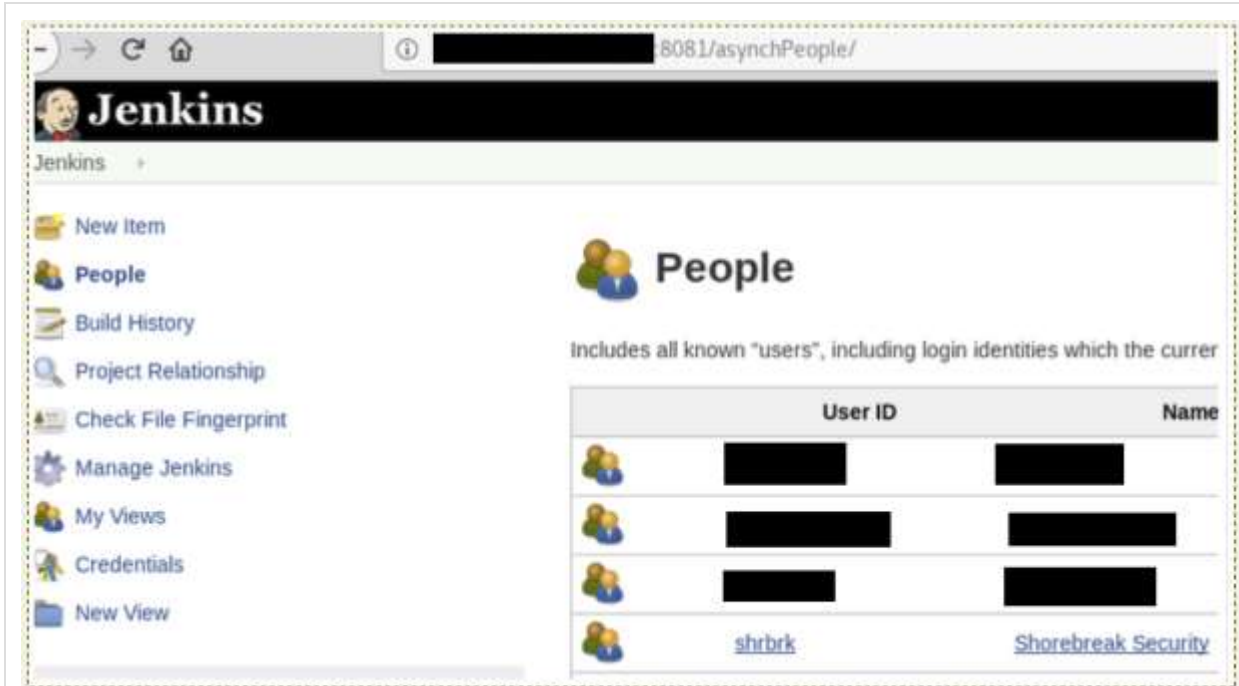 :8081/asynchPeople/
Jenkins
Jenkins
New Item
People
Build History
Project Relationship
Check File Fingerprint
Manage Jenkins
My Views
Credentials
New View
People
Includes all known “users”, including login identities which the curren
User ID Name
shrbrk Shorebreak Security